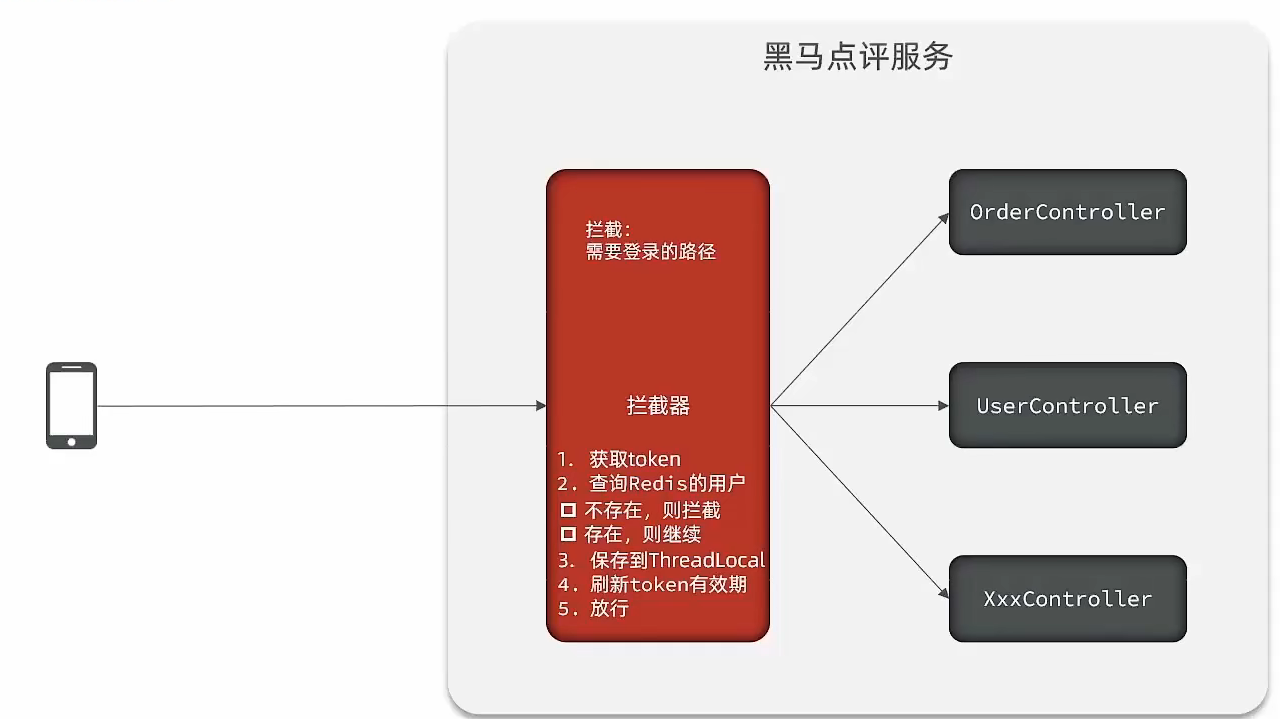 黑马点评服务
拦截：
需要登录的路径
拦截器
1. 获取token
2. 查询Redis的用户
不存在，则拦截
存在，则继续
3. 保存到ThreadLocal
4. 刷新token有效期
5. 放行
OrderController
UserController
XxxController